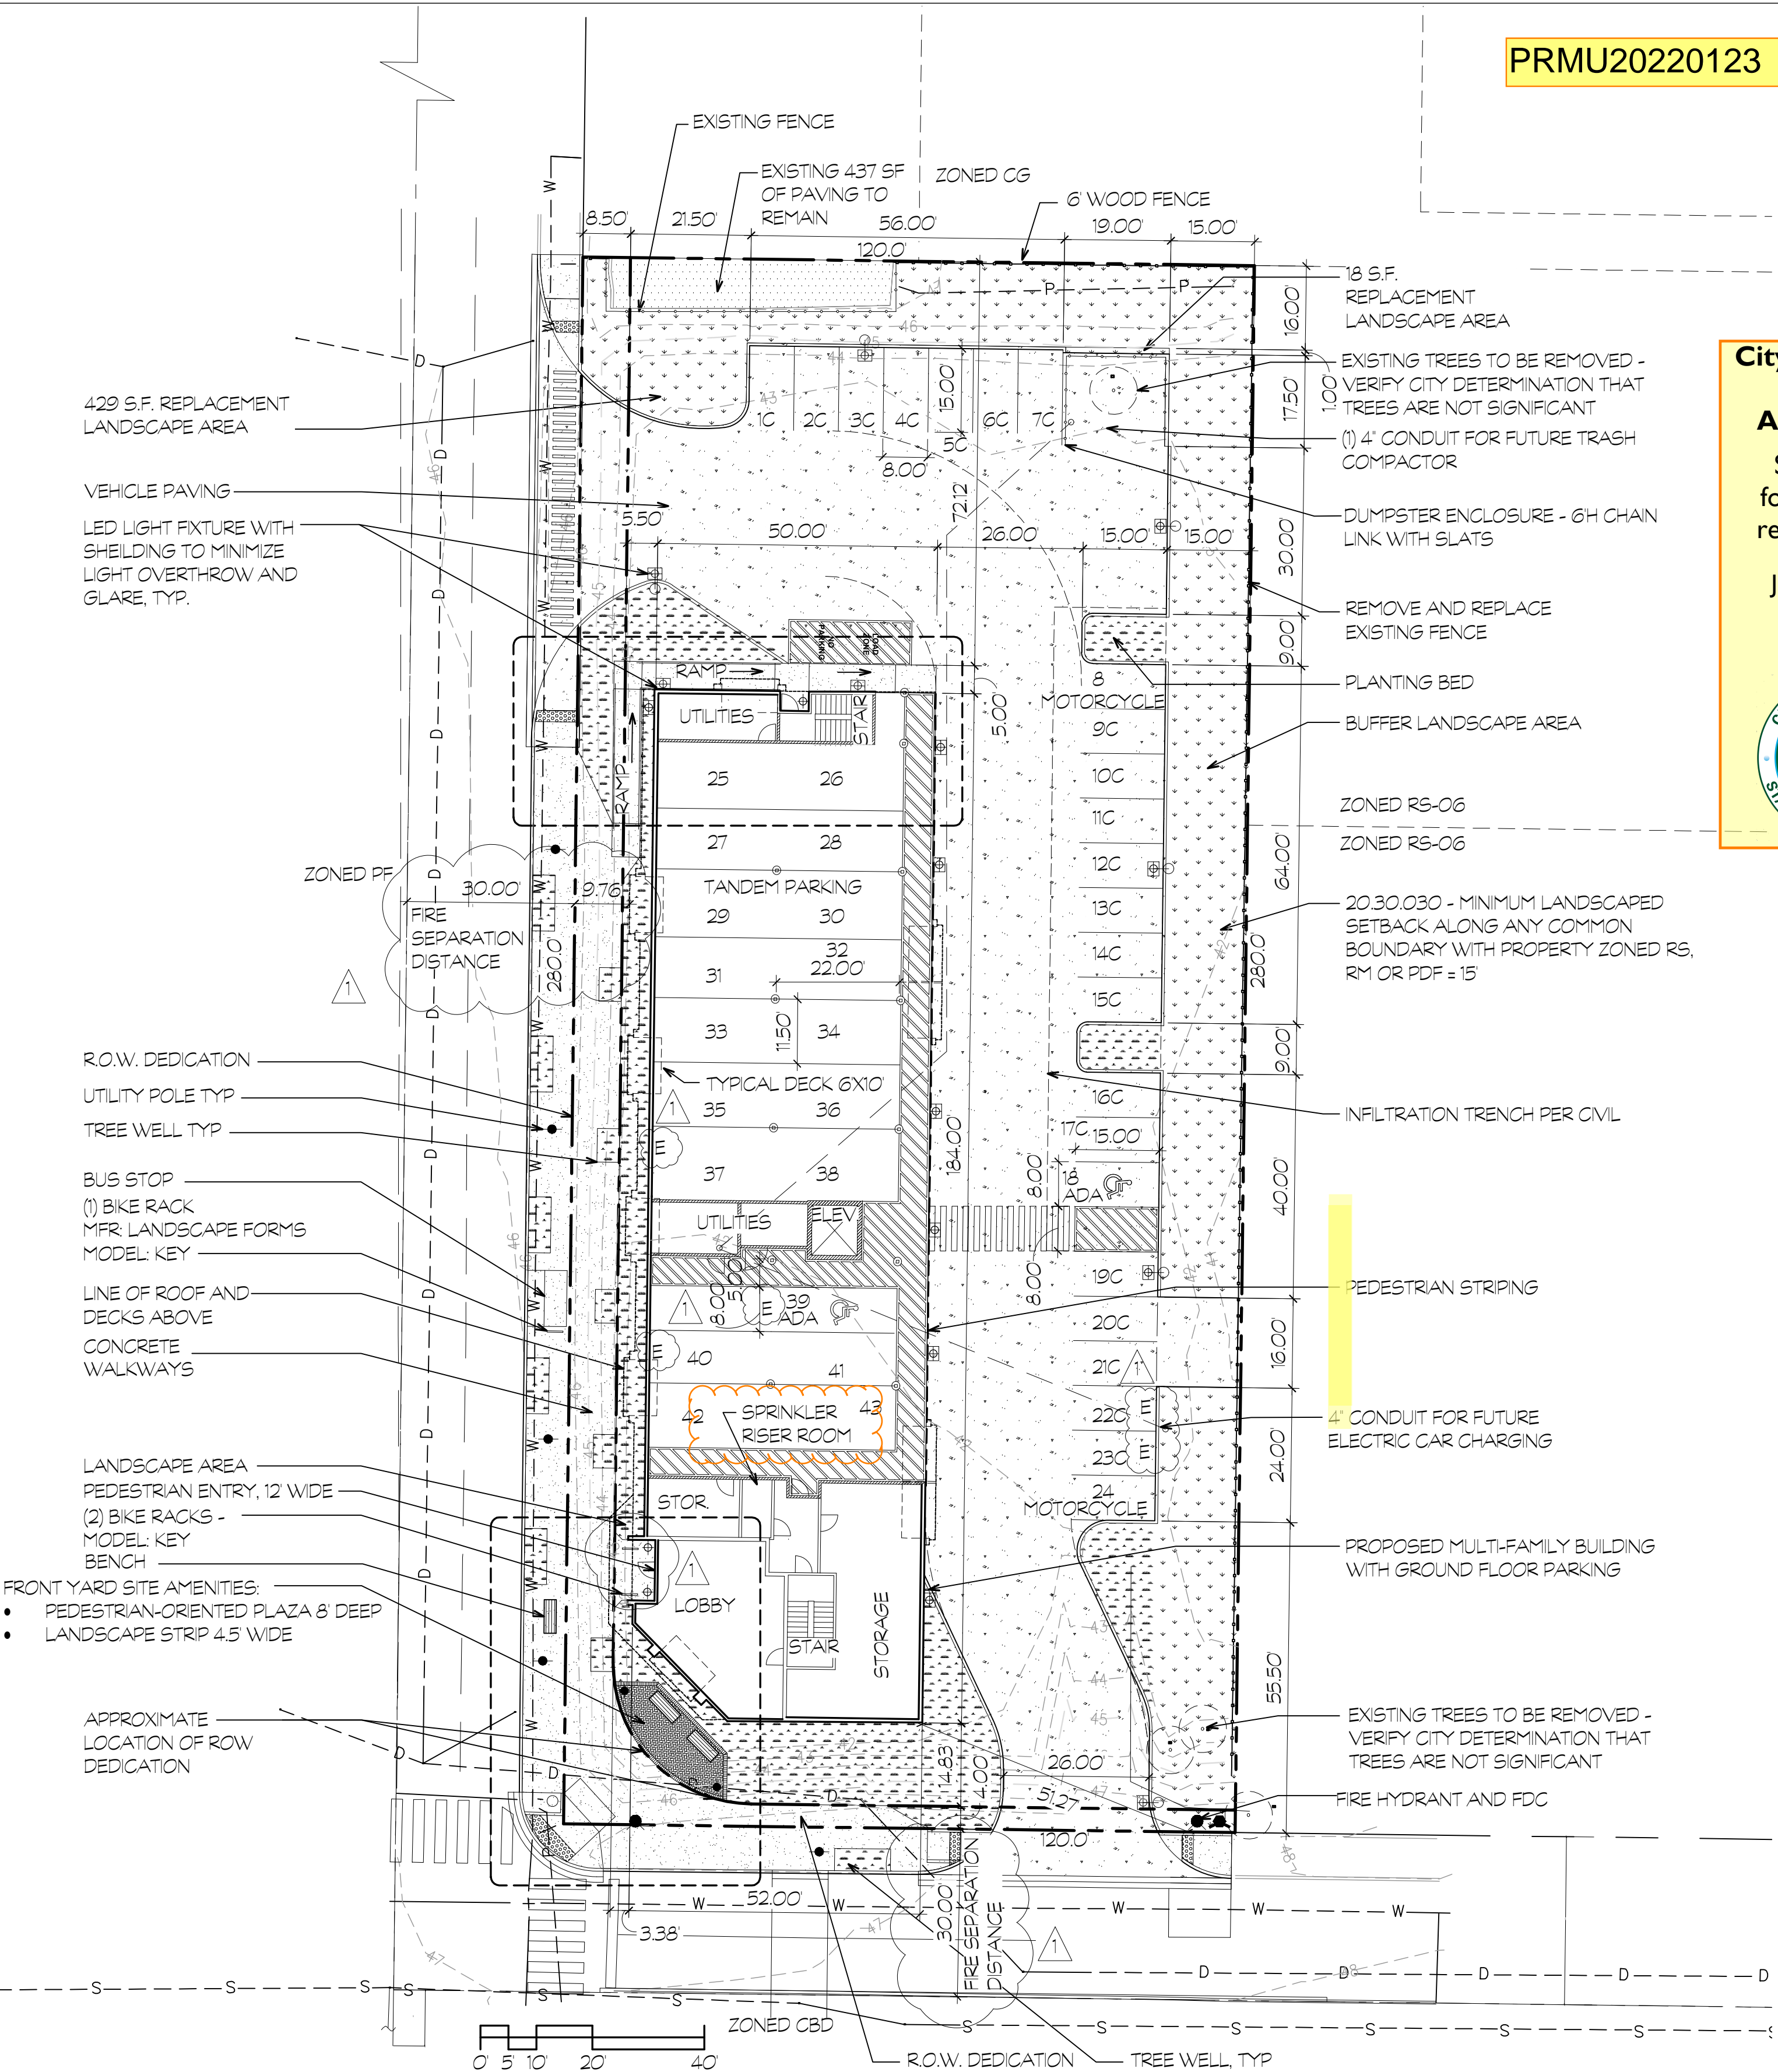 PRMU20220123
EXISTING FENCE
EXISTING 437 SF
OF PAVING TO
REMAIN
ZONED CG
6' WOOD FENCE
8.50'
21.50'
56.00'
19.00'
15.00'
120.0'
18 S.F.
REPLACEMENT
LANDSCAPE AREA
16.00'
EXISTING TREES TO BE REMOVED -
VERIFY CITY DETERMINATION THAT
TREES ARE NOT SIGNIFICANT
17.50'
1.00'
(1) 4" CONDUIT FOR FUTURE TRASH
COMPACTOR
429 S.F. REPLACEMENT
LANDSCAPE AREA
1C
2C
3C
4C
5C
6C
7C
15.00'
8.00'
VEHICLE PAVING
LED LIGHT FIXTURE WITH
SHEILDING TO MINIMIZE
LIGHT OVERTHROW AND
GLARE, TYP.
5.50'
50.00'
72.12'
26.00'
15.00'
15.00'
30.00'
DUMPSTER ENCLOSURE - 6'H CHAIN
LINK WITH SLATS
REMOVE AND REPLACE
EXISTING FENCE
9.00'
NO
PARKING
LOAD
ZONE
RAMP
RAMP
UTILITIES
STAIR
5.00'
8
MOTORCYCLE
PLANTING BED
BUFFER LANDSCAPE AREA
9C
10C
11C
12C
13C
14C
15C
25
26
27
28
TANDEM PARKING
29
30
31
32
22.00'
33
34
11.50'
TYPICAL DECK 6X10'
35
36
37
38
184.00'
ZONED RS-06
ZONED RS-06
64.00'
20.30.030 - MINIMUM LANDSCAPED
SETBACK ALONG ANY COMMON
BOUNDARY WITH PROPERTY ZONED RS,
RM OR PDF = 15'
280.0'
ZONED PF
30.00'
9.76
FIRE
SEPARATION
DISTANCE
280.0'
1
R.O.W. DEDICATION
UTILITY POLE TYP
TREE WELL TYP
BUS STOP
(1) BIKE RACK
MFR: LANDSCAPE FORMS
MODEL: KEY
LINE OF ROOF AND
DECKS ABOVE
CONCRETE
WALKWAYS
1
E
9.00'
16C
17C
15.00'
8.00'
18
ADA
8.00'
19C
20C
21C
1
22C
E
23C
E
24
MOTORCYCLE
INFILTRATION TRENCH PER CIVIL
40.00'
PEDESTRIAN STRIPING
16.00'
4" CONDUIT FOR FUTURE
ELECTRIC CAR CHARGING
24.00'
UTILITIES
ELEV
5.00'
8.00'
1
E
39
ADA
E
40
41
42
43
SPRINKLER
RISER ROOM
LANDSCAPE AREA
PEDESTRIAN ENTRY, 12' WIDE
(2) BIKE RACKS -
MODEL: KEY
BENCH
FRONT YARD SITE AMENITIES:
• PEDESTRIAN-ORIENTED PLAZA 8' DEEP
• LANDSCAPE STRIP 4.5' WIDE
STOR.
1
LOBBY
STAIR
STORAGE
PROPOSED MULTI-FAMILY BUILDING
WITH GROUND FLOOR PARKING
55.50'
APPROXIMATE
LOCATION OF ROW
DEDICATION
EXISTING TREES TO BE REMOVED -
VERIFY CITY DETERMINATION THAT
TREES ARE NOT SIGNIFICANT
FIRE HYDRANT AND FDC
14.83
4.00'
26.00'
51.27
120.0'
52.00'
3.38'
30.00'
FIRE SEPARATION
DISTANCE
1
ZONED CBD
0' 5' 10' 20' 40'
R.O.W. DEDICATION
TREE WELL, TYP